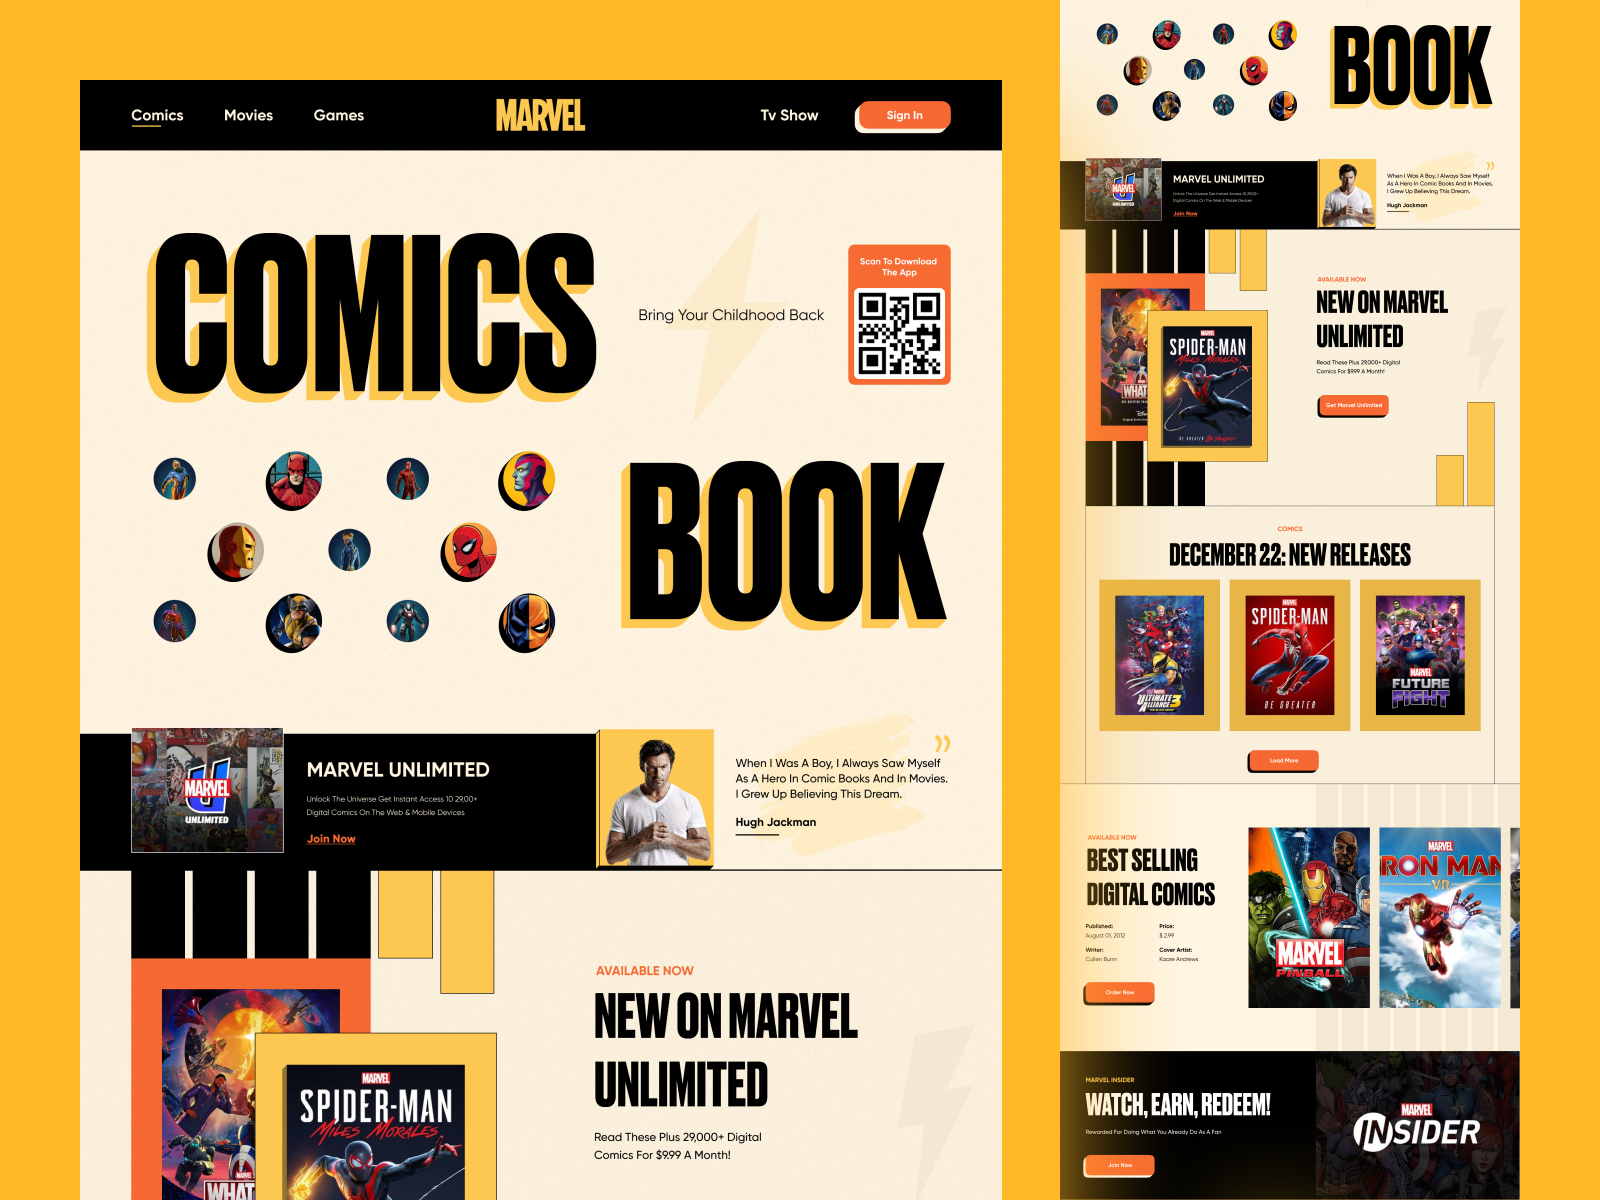 Comics
Movies
Games
MARVEL
Tv Show
Sign In
COMICS
Bring Your Childhood Back
Scan To Download
The App
BOOK
MARVEL
UNLIMITED
MARVEL UNLIMITED
Unlock The Universe Get Instant Access 10 29,00+
Digital Comics On The Web & Mobile Devices
Join Now
When I Was A Boy, I Always Saw Myself
As A Hero In Comic Books And In Movies.
I Grew Up Believing This Dream.
Hugh Jackman
AVAILABLE NOW
NEW ON MARVEL
UNLIMITED
Read These Plus 29,000+ Digital
Comics For $9.99 A Month!
WHAT
MARVEL
SPIDER-MAN
MILES MORALES
BOOK
MARVEL
UNLIMITED
MARVEL UNLIMITED
Unlock The Universe Get Instant Access 10 29,00+
Digital Comics On The Web & Mobile Devices
Join Now
When I Was A Boy, I Always Saw Myself
As A Hero In Comic Books And In Movies.
I Grew Up Believing This Dream.
Hugh Jackman
WHAT
MARVEL
SPIDER-MAN
MILES MORALES
BE GREATER Be Yourself
AVAILABLE NOW
NEW ON MARVEL
UNLIMITED
Read These Plus 29,000+ Digital
Comics For $9.99 A Month!
Get Marvel Unlimited
COMICS
DECEMBER 22: NEW RELEASES
MARVEL
ULTIMATE
ALLIANCE 3
MARVEL
SPIDER-MAN
BE GREATER
MARVEL
FUTURE
FIGHT
Load More
AVAILABLE NOW
BEST SELLING
DIGITAL COMICS
Published:
August 01, 2012
Price:
$ 2.99
Writer:
Cullen Bunn
Cover Artist:
Kaare Andrews
Order Now
MARVEL
PINBALL
MARVEL
IRON MAN
VR
MARVEL INSIDER
WATCH, EARN, REDEEM!
Rewarded For Doing What You Already Do As A Fan
Join Now
MARVEL
INSIDER